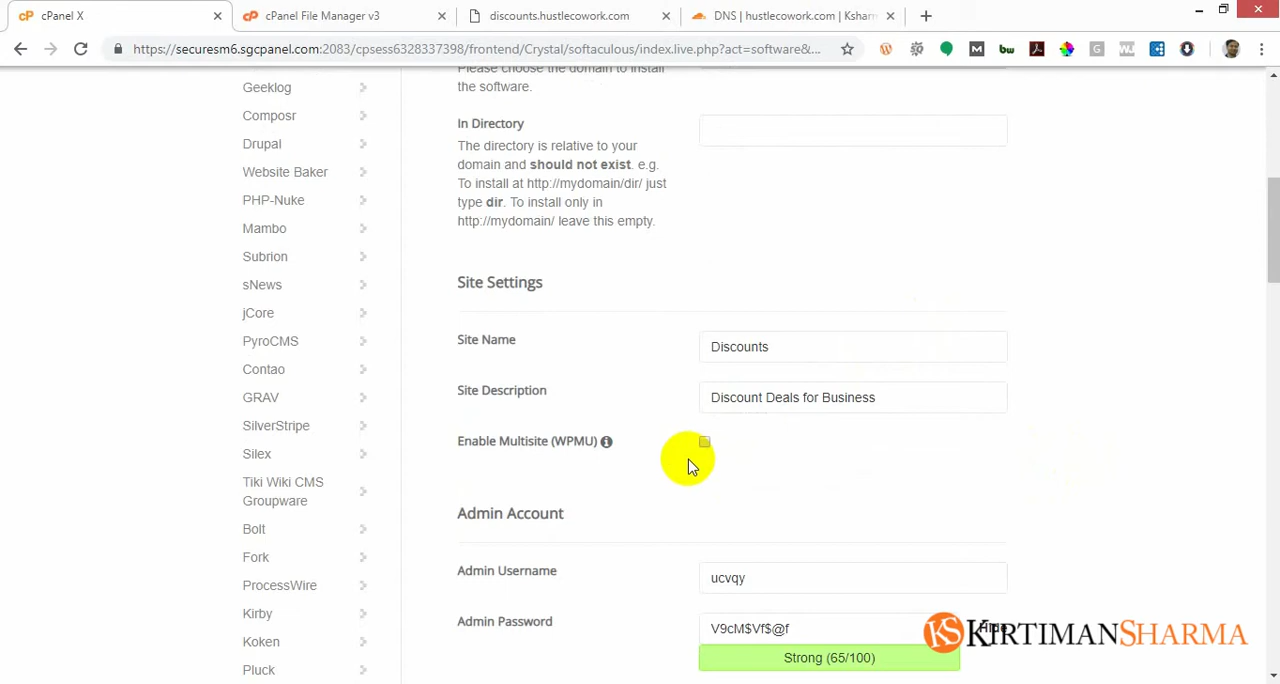 cPanel X
cPanel File Manager v3
discounts.hustlecowork.com
DNS | hustlecowork.com | Ksharm
https://securesm6.sgcpanel.com:2083/cpsess6328337398/frontend/Crystal/softaculous/index.live.php?act=software&...
Geeklog
Composr
Drupal
Website Baker
PHP-Nuke
Mambo
Subrion
sNews
jCore
PyroCMS
Contao
GRAV
SilverStripe
Silex
Tiki Wiki CMS
Groupware
Bolt
Fork
ProcessWire
Kirby
Koken
Pluck
Please choose the domain to install
the software.
In Directory
The directory is relative to your
domain and should not exist. e.g.
To install at http://mydomain/dir/ just
type dir. To install only in
http://mydomain/ leave this empty.
Site Settings
Site Name
Discounts
Site Description
Discount Deals for Business
Enable Multisite (WPMU)
Admin Account
Admin Username
ucvqy
Admin Password
V9cM$Vf$@f
Hide
Strong (65/100)
KS KIRTIMANSHARMA